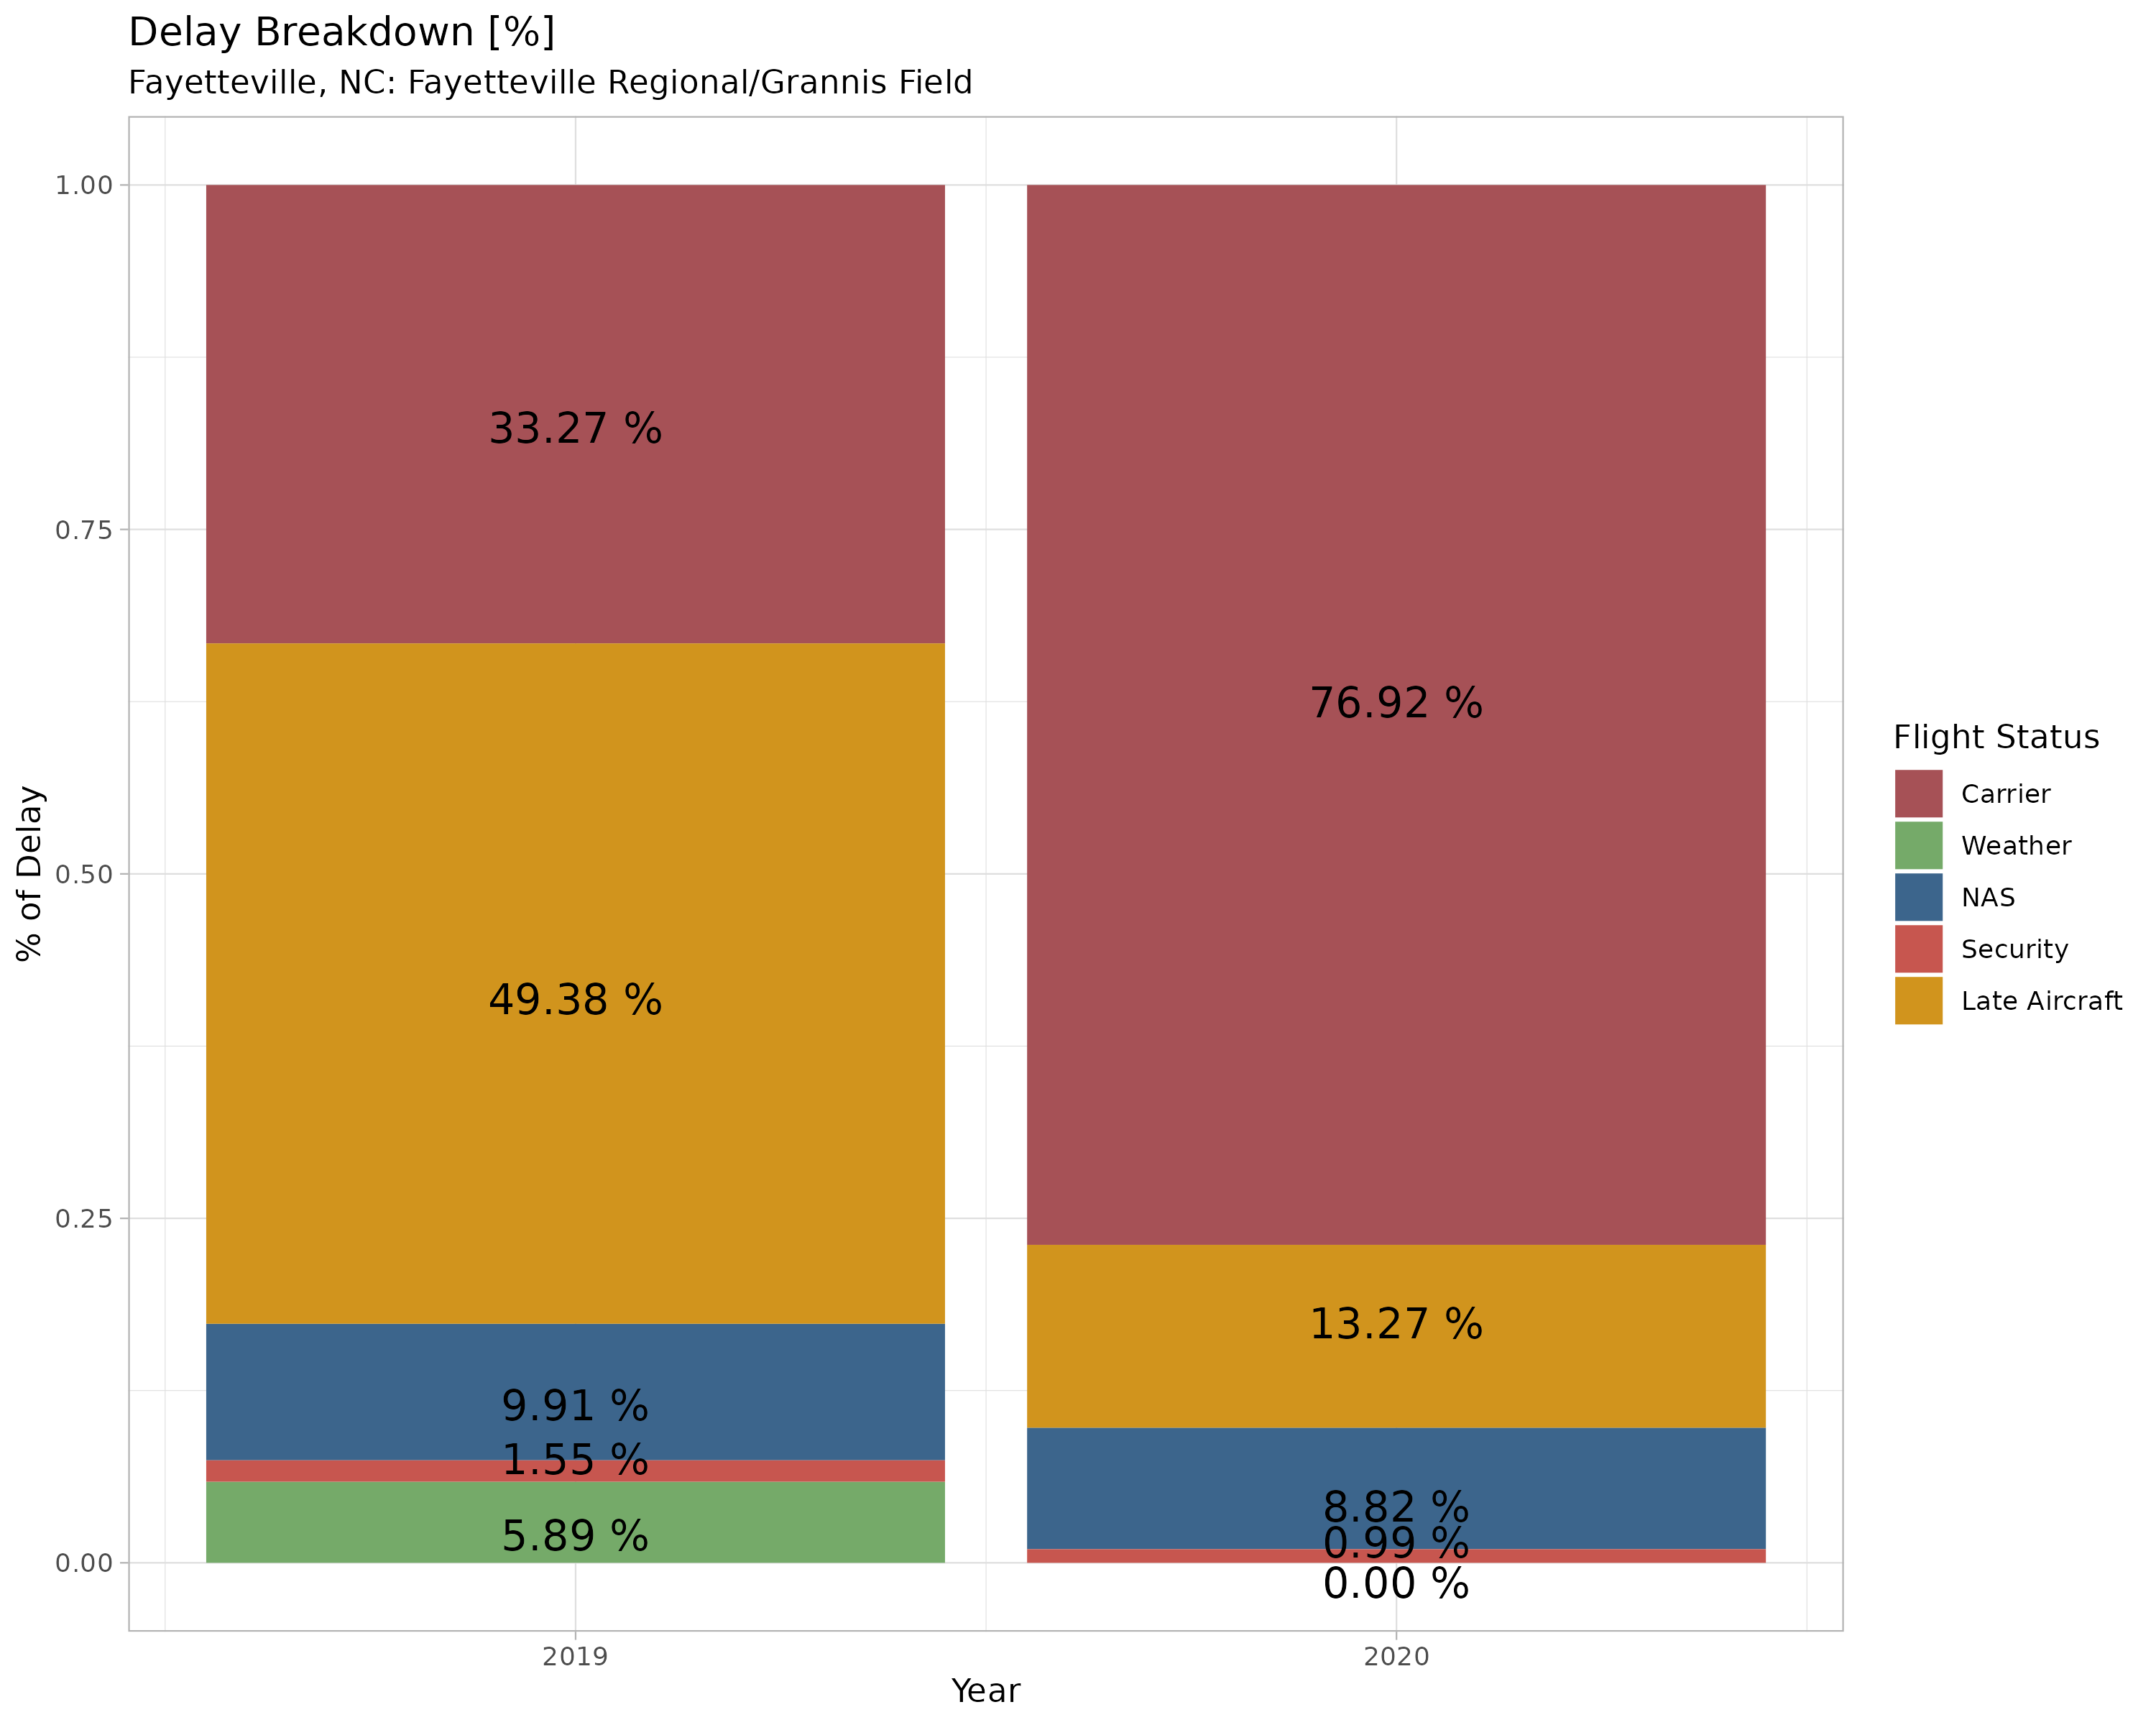 Delay Breakdown [%]
Fayetteville, NC: Fayetteville Regional/Grannis Field
% of Delay
1.00
0.75
0.50
0.25
0.00
33.27 %
49.38 %
9.91 %
1.55 %
5.89 %
76.92 %
13.27 %
8.82 %
0.99 %
0.00 %
2019
2020
Year
Flight Status
Carrier
Weather
NAS
Security
Late Aircraft